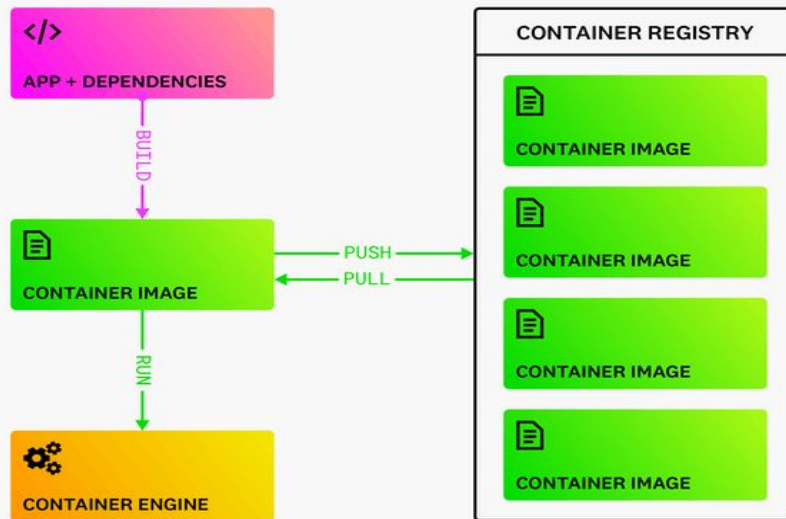 </>
APP + DEPENDENCIES
BUILD
CONTAINER IMAGE
PUSH
PULL
RUN
CONTAINER ENGINE
CONTAINER REGISTRY
CONTAINER IMAGE
CONTAINER IMAGE
CONTAINER IMAGE
CONTAINER IMAGE